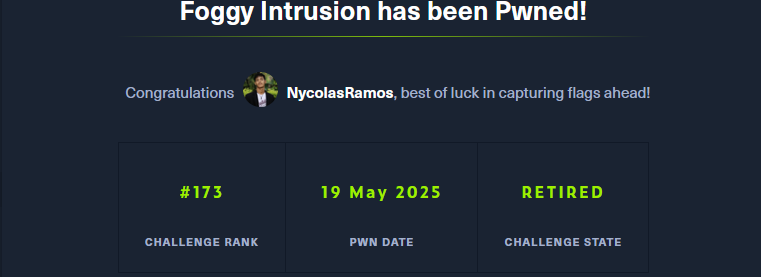 Foggy Intrusion has been Pwned!
Congratulations NycolasRamos, best of luck in capturing flags ahead!
#173 19 May 2025 RETIRED
CHALLENGE RANK PWN DATE CHALLENGE STATE